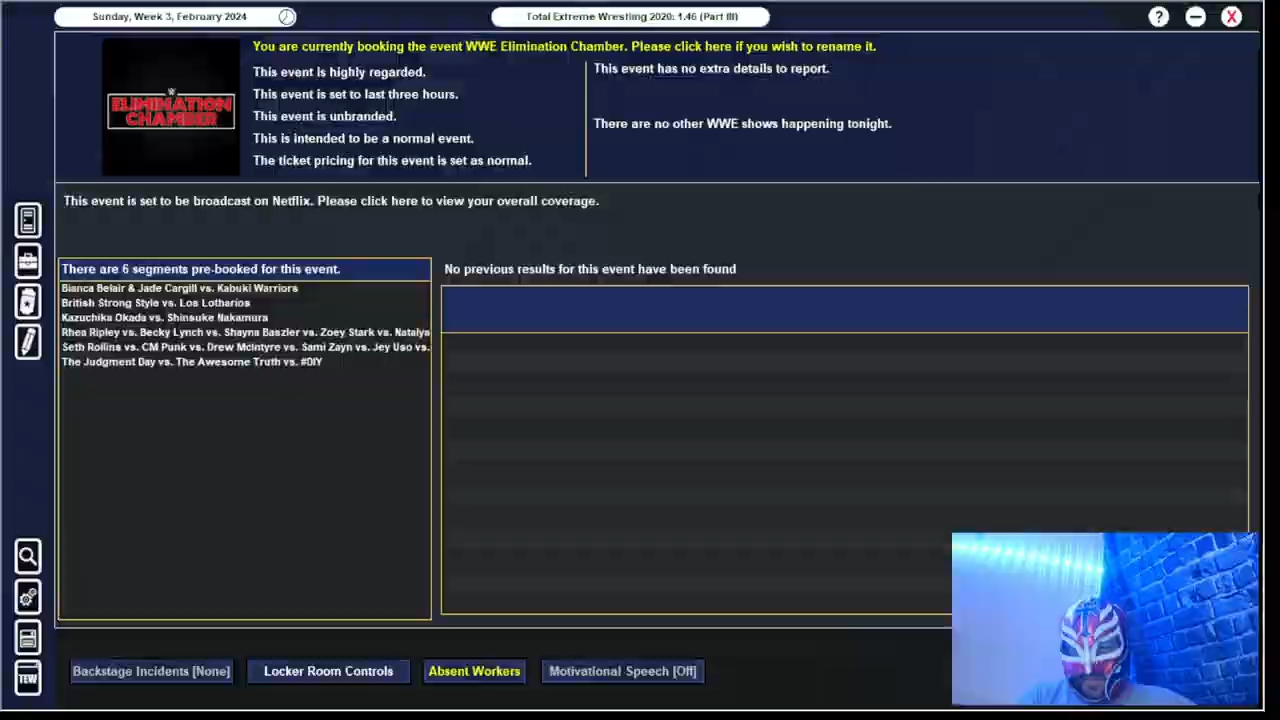 Sunday, Week 3, February 2024
Total Extreme Wrestling 2020: 1.46 (Part III)
?
X
You are currently booking the event WWE Elimination Chamber. Please click here if you wish to rename it.
This event is highly regarded.
This event is set to last three hours.
This event is unbranded.
This is intended to be a normal event.
The ticket pricing for this event is set as normal.
This event has no extra details to report.
There are no other WWE shows happening tonight.
W
ELIMINATION
CHAMBER
This event is set to be broadcast on Netflix. Please click here to view your overall coverage.
There are 6 segments pre-booked for this event.
Bianca Belair & Jade Cargill vs. Kabuki Warriors
British Strong Style vs. Los Lotharios
Kazuchika Okada vs. Shinsuke Nakamura
Rhea Ripley vs. Becky Lynch vs. Shayna Baszler vs. Zoey Stark vs. Natalya
Seth Rollins vs. CM Punk vs. Drew McIntyre vs. Sami Zayn vs. Jey Uso vs.
The Judgment Day vs. The Awesome Truth vs. #DIY
No previous results for this event have been found
TEW
Backstage Incidents [None]
Locker Room Controls
Absent Workers
Motivational Speech [Off]